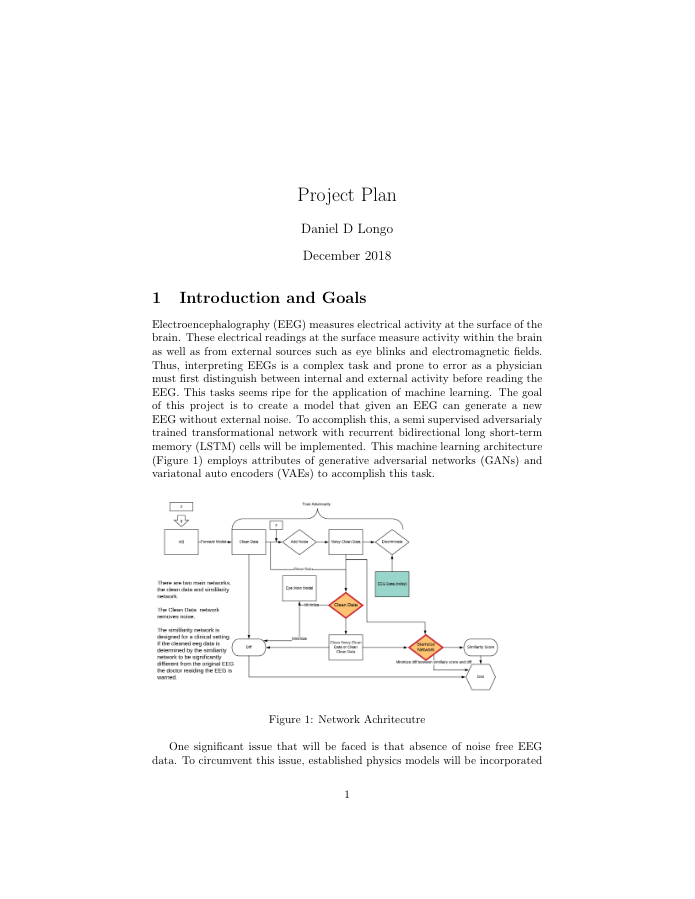 Project Plan
Daniel D Longo
December 2018
1 Introduction and Goals
Electroencephalography (EEG) measures electrical activity at the surface of the
brain. These electrical readings at the surface measure activity within the brain
as well as from external sources such as eye blinks and electromagnetic fields.
Thus, interpreting EEGs is a complex task and prone to error as a physician
must first distinguish between internal and external activity before reading the
EEG. This tasks seems ripe for the application of machine learning. The goal
of this project is to create a model that given an EEG can generate a new
EEG without external noise. To accomplish this, a semi supervised adversarialy
trained transformational network with recurrent bidirectional long short-term
memory (LSTM) cells will be implemented. This machine learning architecture
(Figure 1) employs attributes of generative adversarial networks (GANs) and
variatonal auto encoders (VAEs) to accomplish this task.
Train Adversarily
Forward Model
Clean Data
Add Noise
Noisy Clean Data
Discriminate
EEG Data (noisy)
Clean Data
Minimize
There are two main networks,
the clean data and similiarity
network.
The Clean Data network
removes noise.
The similiarity network is
designed for a clinical setting
if the cleaned eeg data is
determined by the similarity
network to be significantly
different from the original EEG
the doctor reading the EEG is
warned.
Diff
Minimize
Clean Noisy Clean
Data or Clean
Clean Data
Network
Similarity Score
Minimize diff between similiary score and diff
Figure 1: Network Achritecutre
One significant issue that will be faced is that absence of noise free EEG
data. To circumvent this issue, established physics models will be incorporated
1